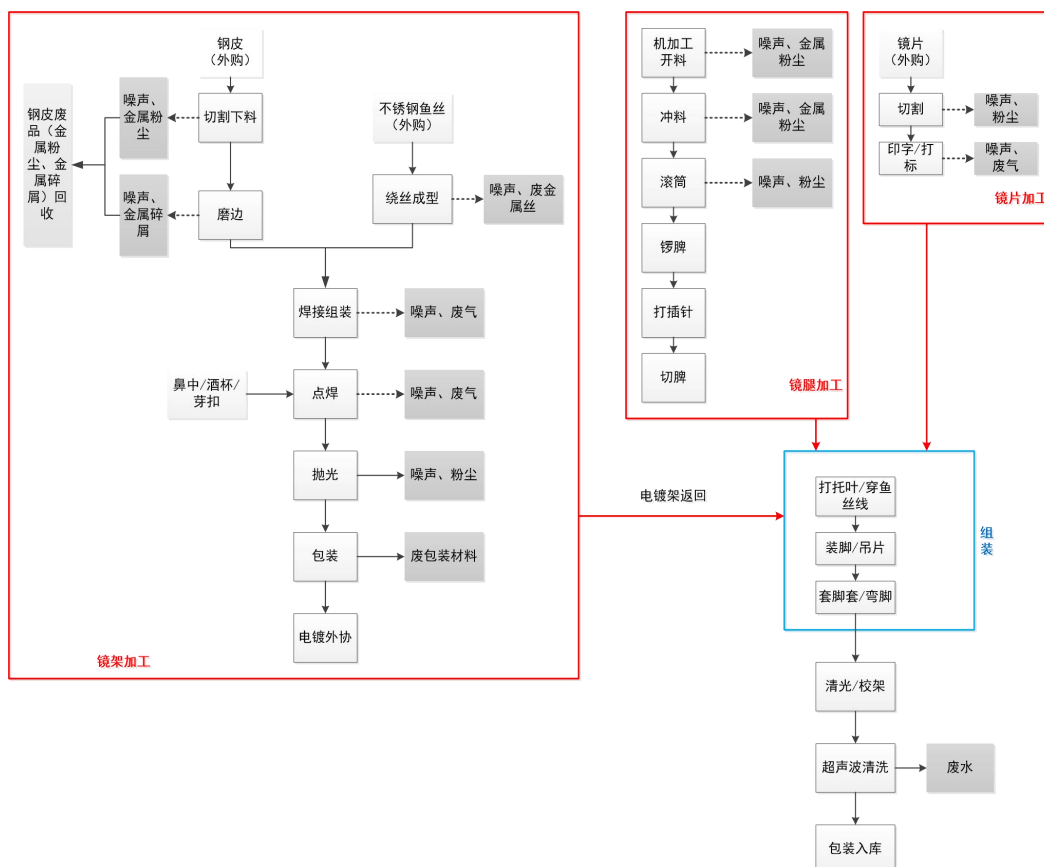 钢皮
（外购）
噪声、
金属粉
尘
切割下料
钢皮废
品（金
属粉
尘、金
属碎
屑）回
收
噪声、
金属碎
屑
磨边
不锈钢鱼丝
（外购）
绕丝成型
噪声、废金
属丝
焊接组装
噪声、废气
鼻中/酒杯/
芽扣
点焊
噪声、废气
抛光
噪声、粉尘
包装
废包装材料
电镀外协
镜架加工
机加工
开料
噪声、金属
粉尘
冲料
噪声、金属
粉尘
滚筒
噪声、粉尘
锣脾
打插针
切脾
镜腿加工
镜片
（外购）
切割
噪声、
粉尘
印字/打
标
噪声、
废气
镜片加工
电镀架返回
打托叶/穿鱼
丝线
装脚/吊片
套脚套/弯脚
组
装
清光/校架
超声波清洗
废水
包装入库